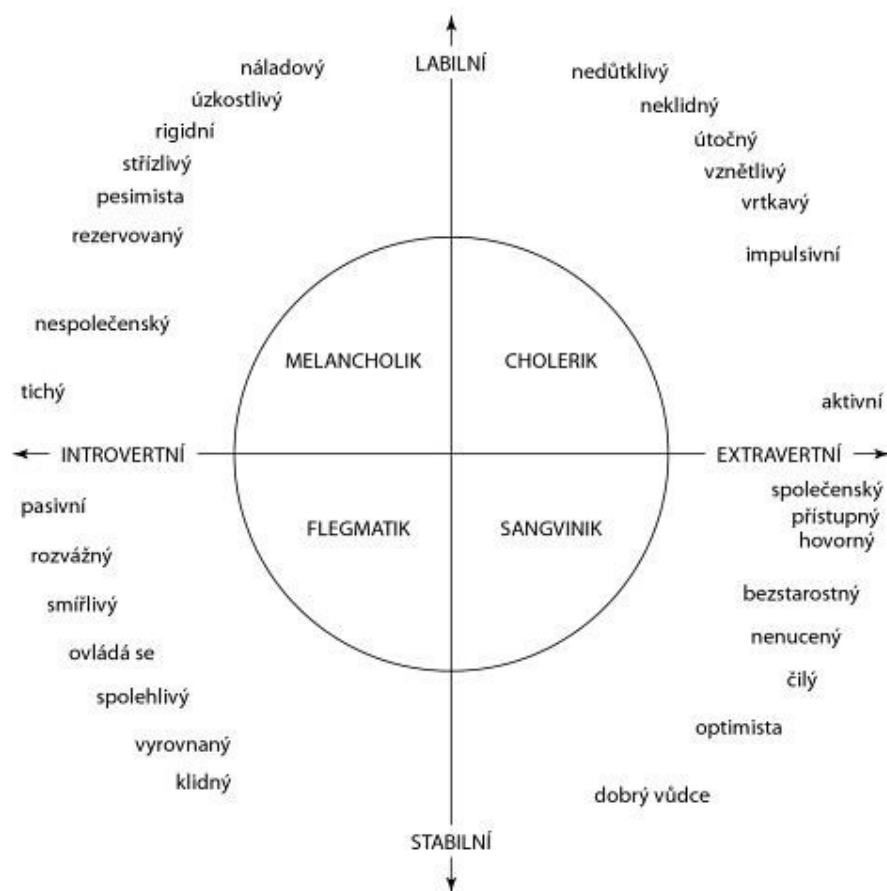 LABILNÍ
náladový
úzkostlivý
rigidní
střízlivý
pesimista
rezervovaný
nespolečenský
tichý
nedůtklivý
neklidný
útočný
vznětlivý
vrtkavý
impulsivní
aktivní
MELANCHOLIK
CHOLERIK
INTROVERTNÍ
EXTRAVERTNÍ
FLEGMATIK
SANGVINIK
pasivní
rozvážný
smířlivý
ovládá se
spolehlivý
vyrovnaný
klidný
společenský
přístupný
hovorný
bezstarostný
nenucený
čilý
optimista
dobrý vůdce
STABILNÍ